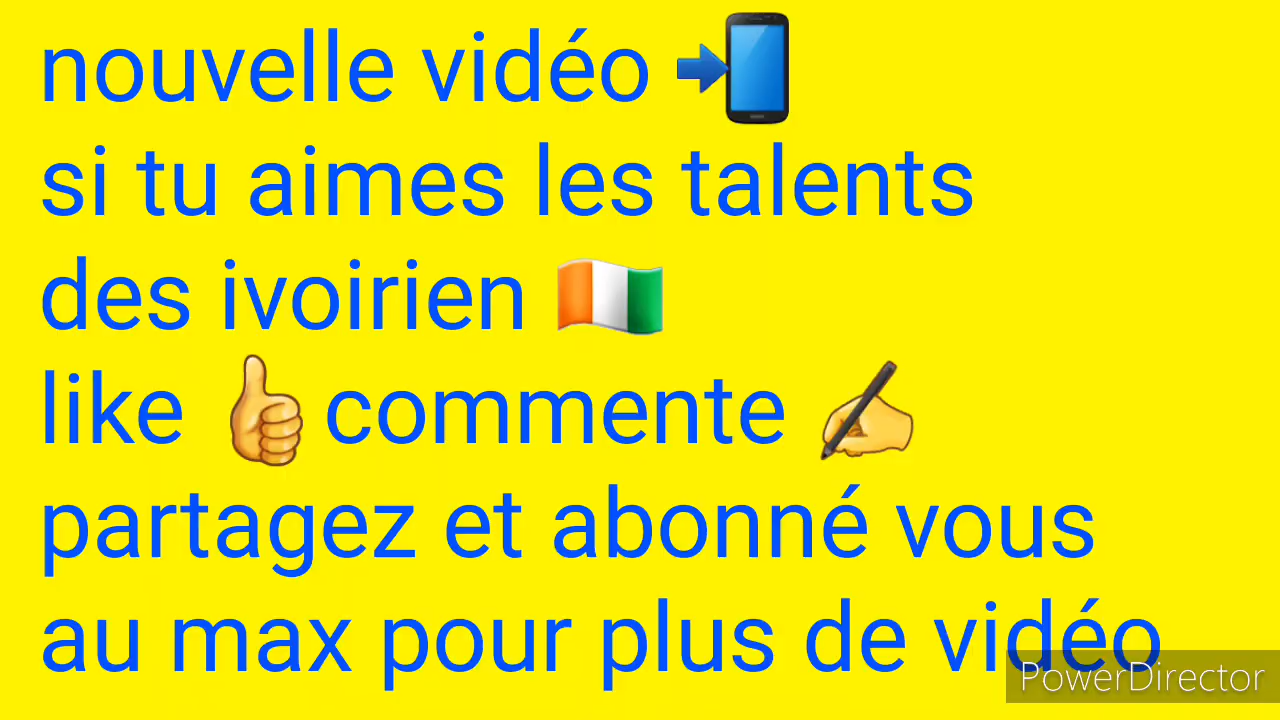 nouvelle vidéo 📲
si tu aimes les talents
des ivoirien 🇨🇮
like 👍commente ✍
partagez et abonné vous
au max pour plus de vidéo
PowerDirector